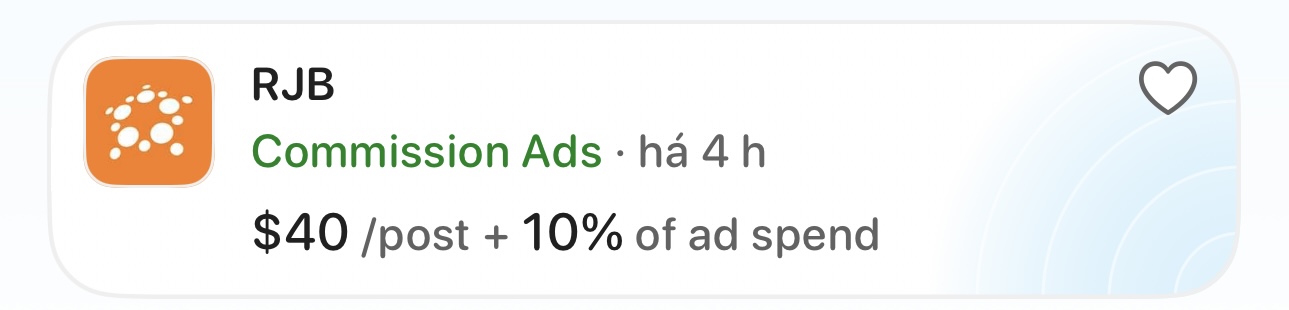 RJB
Commission Ads · há 4 h
$40 /post + 10% of ad spend